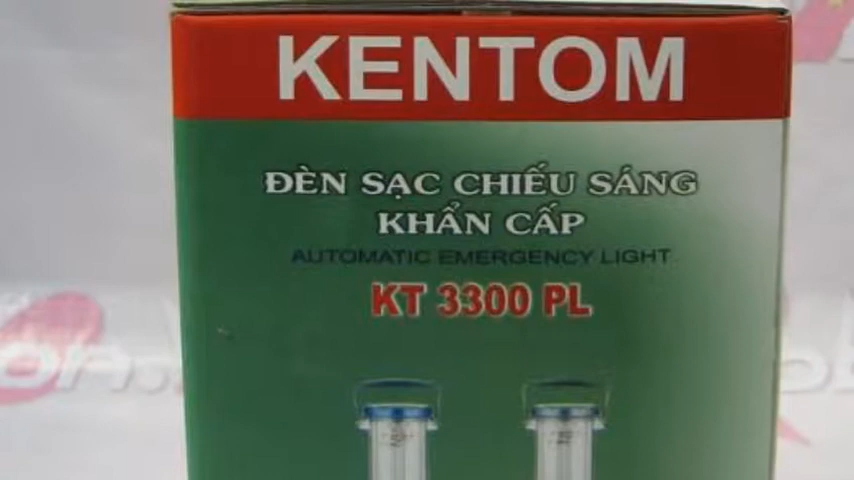 KENTOM
ĐÈN SẠC CHIẾU SÁNG
KHẨN CẤP
AUTOMATIC EMERGENCY LIGHT
KT 3300 PL